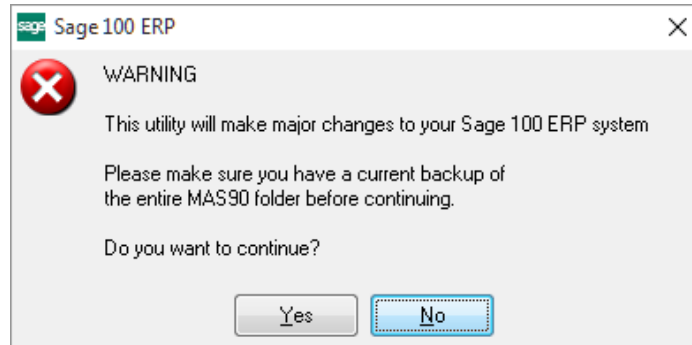 sage Sage 100 ERP
WARNING
This utility will make major changes to your Sage 100 ERP system
Please make sure you have a current backup of
the entire MAS90 folder before continuing.
Do you want to continue?
Yes No